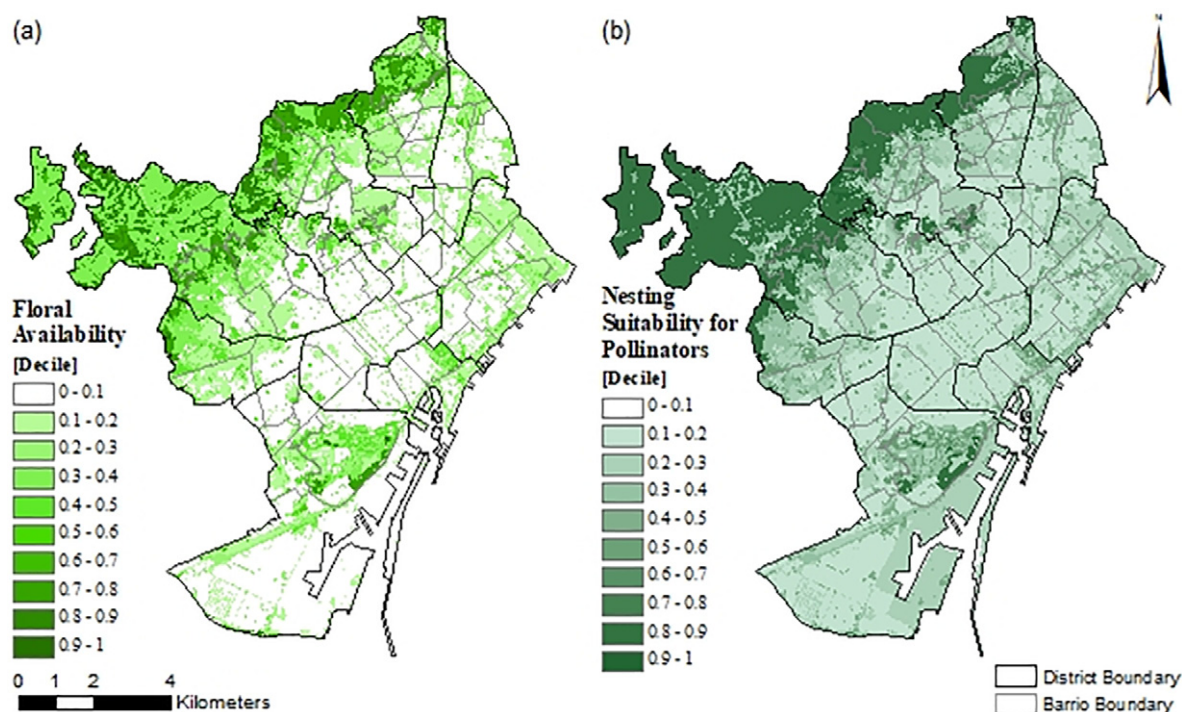 (a)
Floral
Availability
[Decile]
0 - 0.1
0.1 - 0.2
0.2 - 0.3
0.3 - 0.4
0.4 - 0.5
0.5 - 0.6
0.6 - 0.7
0.7 - 0.8
0.8 - 0.9
0.9 - 1
0 1 2 4
Kilometers
(b)
N
Nesting
Suitability for
Pollinators
[Decile]
0 - 0.1
0.1 - 0.2
0.2 - 0.3
0.3 - 0.4
0.4 - 0.5
0.5 - 0.6
0.6 - 0.7
0.7 - 0.8
0.8 - 0.9
0.9 - 1
District Boundary
Barrio Boundary